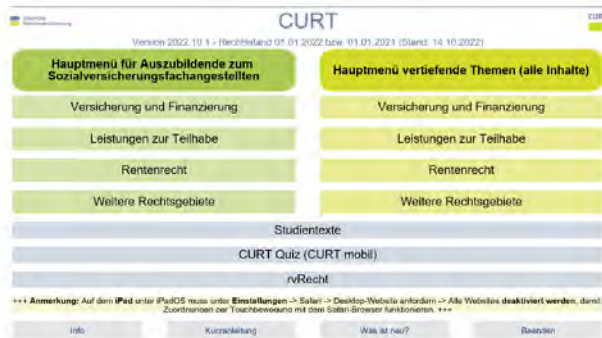 CURT
Version 2022.10.1 - Rechtsstand 01.01.2022 bzw. 01.01.2021 (Stand: 14.10.2022)
Hauptmenü für Auszubildende zum
Sozialversicherungsfachangestellten
Hauptmenü vertiefende Themen (alle Inhalte)
Versicherung und Finanzierung
Versicherung und Finanzierung
Leistungen zur Teilhabe
Leistungen zur Teilhabe
Rentenrecht
Rentenrecht
Weitere Rechtsgebiete
Weitere Rechtsgebiete
Studientexte
CURT Quiz (CURT mobil)
rvRecht
+++ Anmerkung: Auf dem iPad unter iPadOS muss unter Einstellungen -> Safari -> Desktop-Website anfordern -> Alle Websites deaktiviert werden, damit
Zuordnungen der Touchbewegung mit dem Safari-Browser funktionieren. +++
Info
Kurzanleitung
Was ist neu?
Beenden